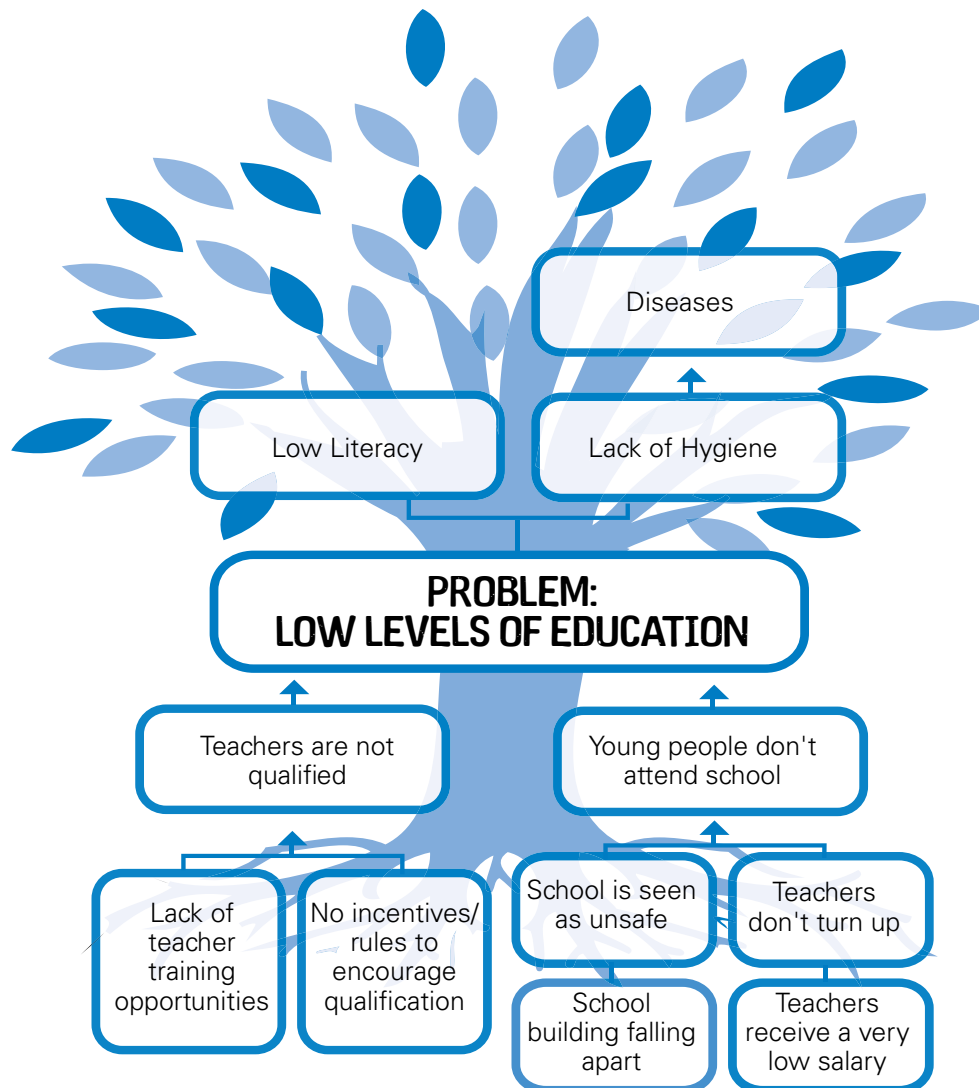 Diseases
Low Literacy
Lack of Hygiene
PROBLEM:
LOW LEVELS OF EDUCATION
Teachers are not
qualified
Young people don't
attend school
Lack of
teacher
training
opportunities
No incentives/
rules to
encourage
qualification
School is seen
as unsafe
Teachers
don't turn up
School
building falling
apart
Teachers
receive a very
low salary